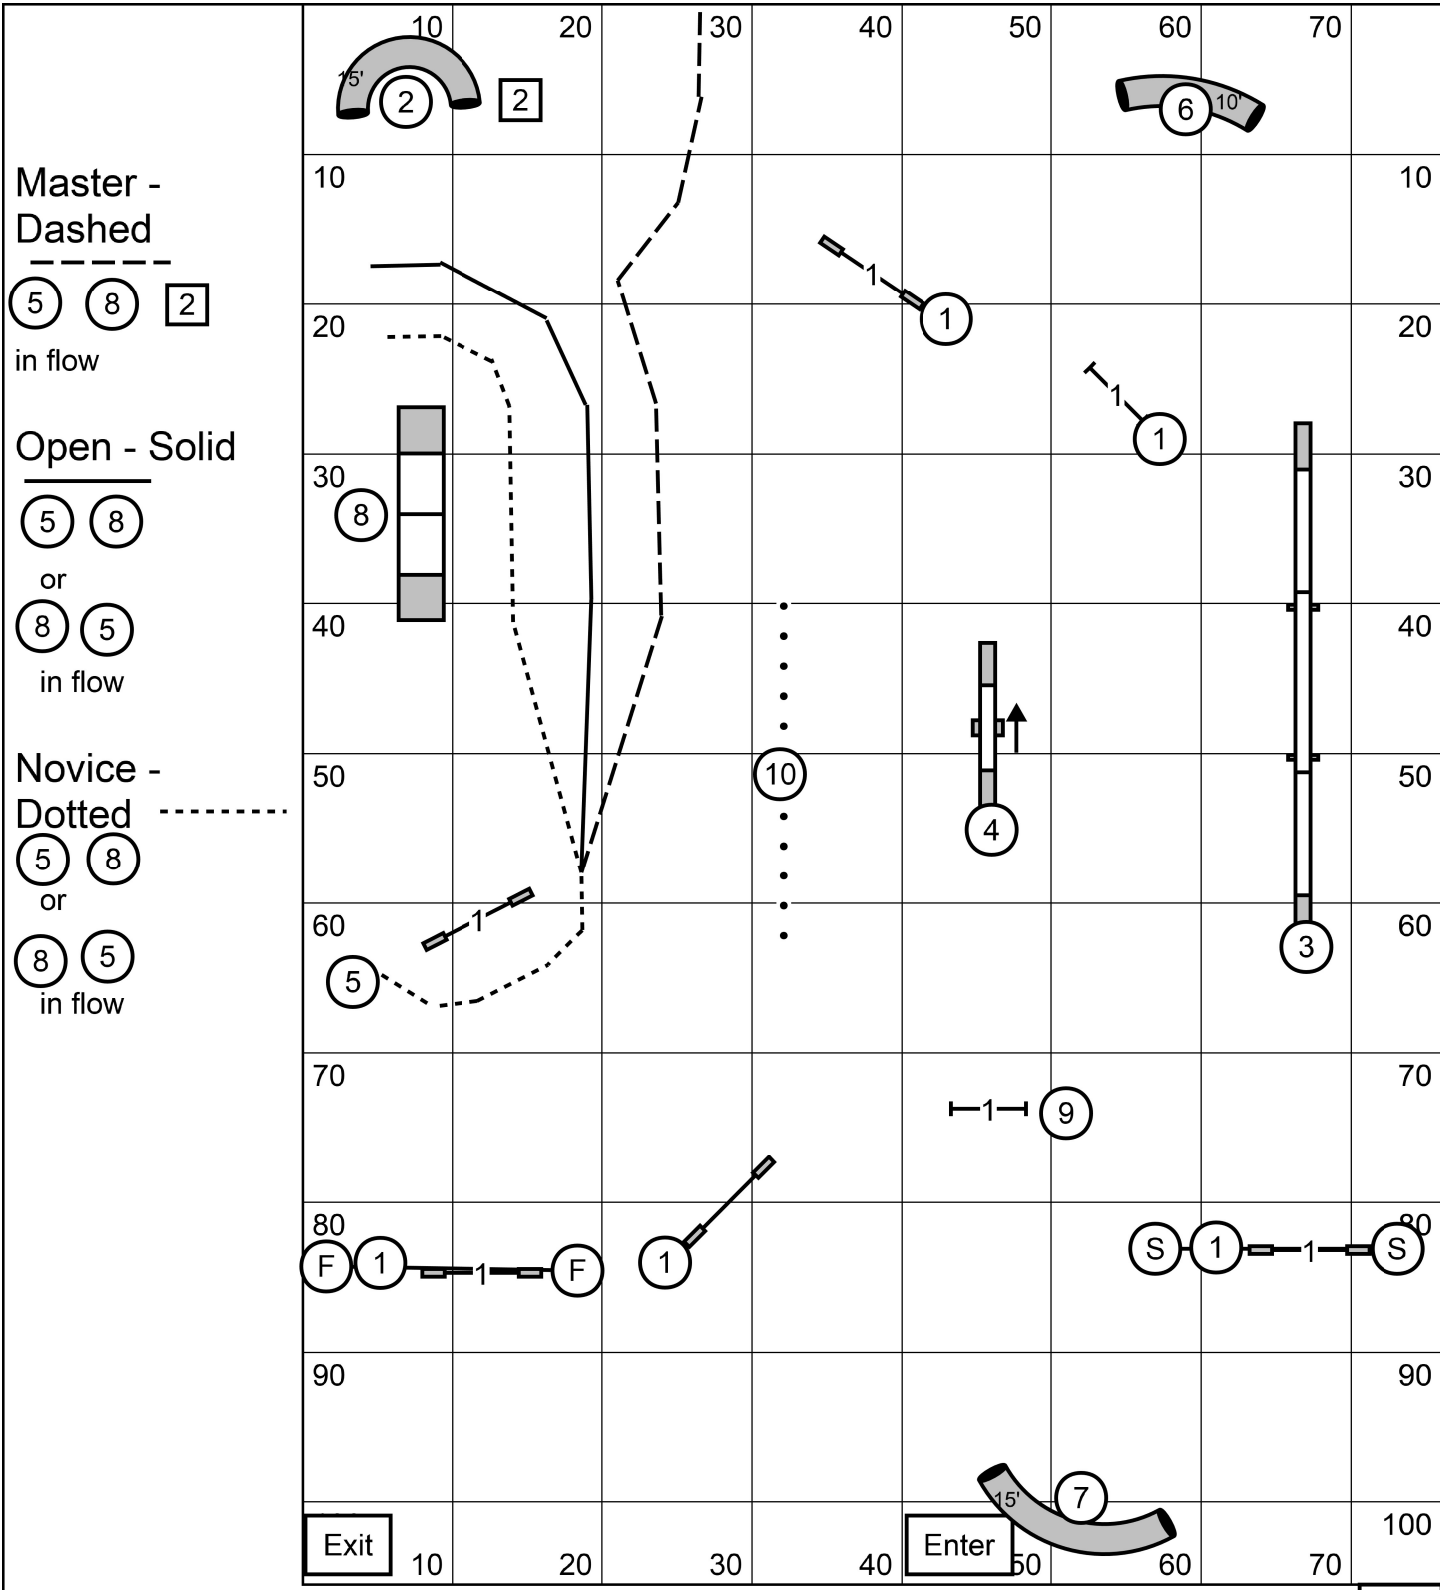 10 20 30 40 50 60 70
15' 2 2 6 10'
Master -
Dashed
5 8 2
in flow
Open - Solid
5 8
or
8 5
in flow
Novice -
Dotted
5 8
or
8 5
in flow
10 10
1
1
20 20
1
1
30 30
8
40 40
50 50
10
4
1
60 60
3
5
70 70
1 9
80 80
F 1 1 F 1 S 1 1 S
90 90
7
15'
100
Exit Enter
10 20 30 40 50 60 70